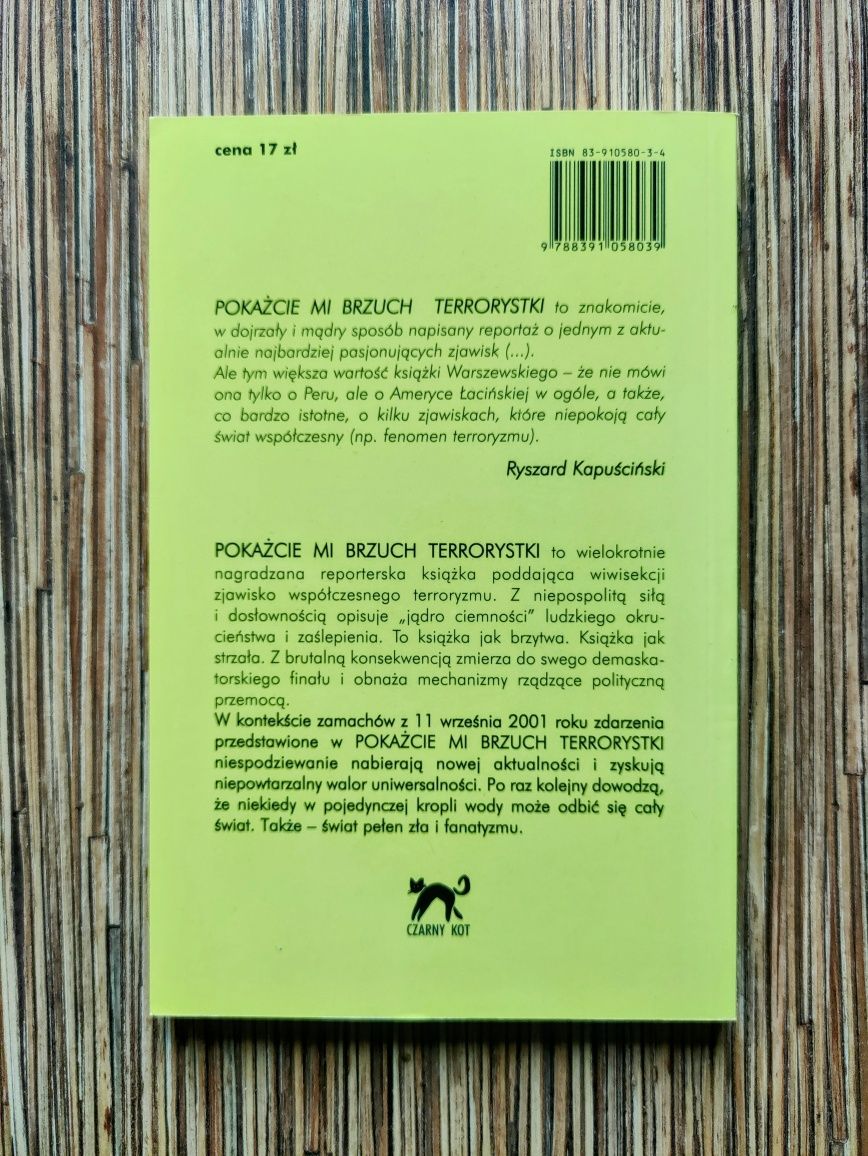 cena 17 zł
ISBN 83-910580-3-4
9 788391 058039
POKAŻCIE MI BRZUCH TERRORYSTKI to znakomicie,
w dojrzały i mądry sposób napisany reportaż o jednym z aktu-
alnie najbardziej pasjonujących zjawisk (...).
Ale tym większa wartość książki Warszewskiego – że nie mówi
ona tylko o Peru, ale o Ameryce Łacińskiej w ogóle, a także,
co bardzo istotne, o kilku zjawiskach, które niepokoją cały
świat współczesny (np. fenomen terroryzmu).
Ryszard Kapuściński
POKAŻCIE MI BRZUCH TERRORYSTKI to wielokrotnie
nagradzana reporterska książka poddająca wiwisekcji
zjawisko współczesnego terroryzmu. Z niepospolitą siłą
i dosłownością opisuje „jądro ciemności” ludzkiego okru-
cieństwa i zaślepienia. To książka jak brzytwa. Książka jak
strzała. Z brutalną konsekwencją zmierza do swego demaska-
torskiego finału i obnaża mechanizmy rządzące polityczną
przemocą.
W kontekście zamachów z 11 września 2001 roku zdarzenia
przedstawione w POKAŻCIE MI BRZUCH TERRORYSTKI
niespodziewanie nabierają nowej aktualności i zyskują
niepowtarzalny walor uniwersalności. Po raz kolejny dowodzą,
że niekiedy w pojedynczej kropli wody może odbić się cały
świat. Także – świat pełen zła i fanatyzmu.
CZARNY KOT